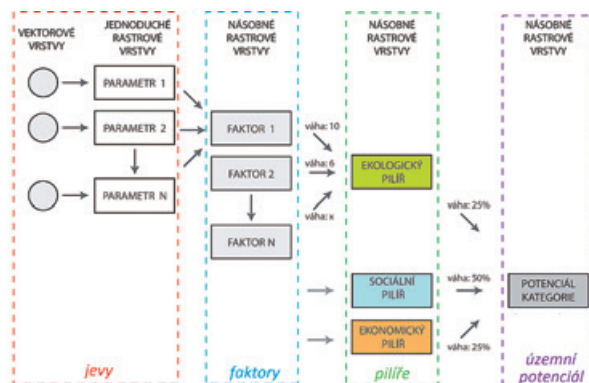 VEKTOROVÉ
VRSTVY
JEDNODUCHÉ
RASTROVÉ
VRSTVY
NÁSOBNÉ
RASTROVÉ
VRSTVY
NÁSOBNÉ
RASTROVÉ
VRSTVY
NÁSOBNÉ
RASTROVÉ
VRSTVY
PARAMETR 1
PARAMETR 2
PARAMETR N
FAKTOR 1
FAKTOR 2
FAKTOR N
váha: 10
váha: 6
váha: x
EKOLOGICKÝ
PILÍŘ
SOCIÁLNÍ
PILÍŘ
EKONOMICKÝ
PILÍŘ
váha: 25%
váha: 50%
váha: 25%
POTENCIÁL
KATEGORIE
jevy
faktory
pilíře
územní
potenciál